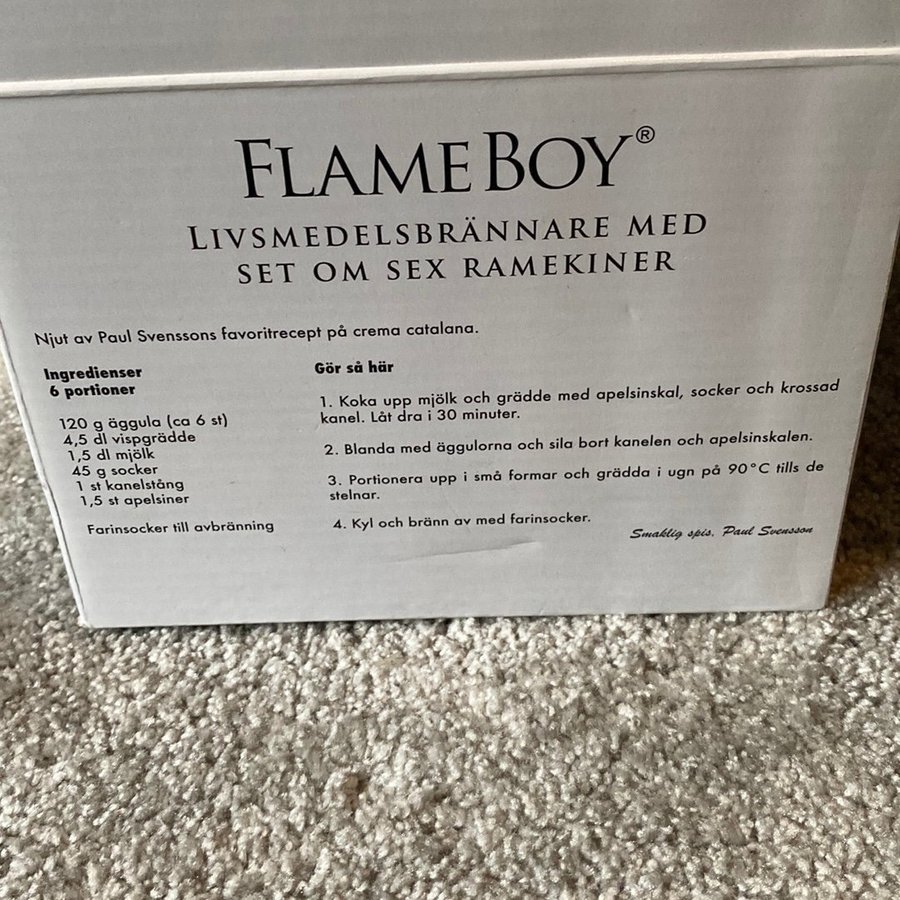 FLAMEBOY®
LIVSMEDELSBRÄNNARE MED
SET OM SEX RAMEKINER
Njut av Paul Svenssons favoritrecept på crema catalana.
Ingredienser
6 portioner
120 g äggula (ca 6 st)
4,5 dl vispgrädde
1,5 dl mjölk
45 g socker
1 st kanelstång
1,5 st apelsiner
Farinsocker till avbränning
Gör så här
1. Koka upp mjölk och grädde med apelsinskal, socker och krossad
kanel. Låt dra i 30 minuter.
2. Blanda med äggulorna och sila bort kanelen och apelsinskalen.
3. Portionera upp i små formar och grädda i ugn på 90°C tills de
stelnar.
4. Kyl och bränn av med farinsocker.
Smaklig spis, Paul Svensson